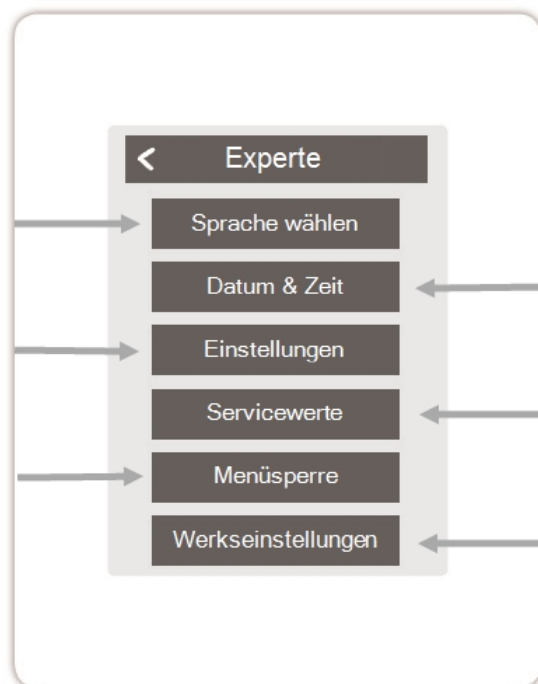 Experte
Sprache wählen
Datum & Zeit
Einstellungen
Servicewerte
Menüsperre
Werkseinstellungen